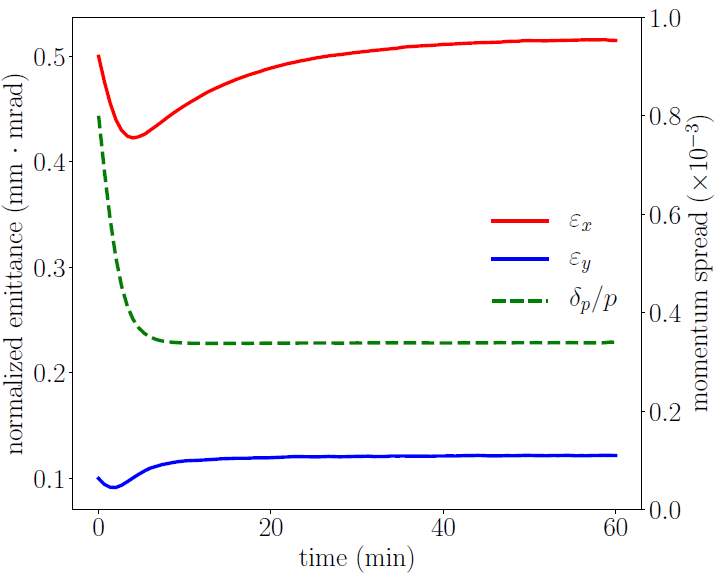 normalized emittance (mm · mrad)
0.5
0.4
0.3
0.2
0.1
0
20
40
60
time (min)
1.0
0.8
0.6
0.4
0.2
0.0
momentum spread (×10⁻³)
εₓ
ε_y
δₚ/p